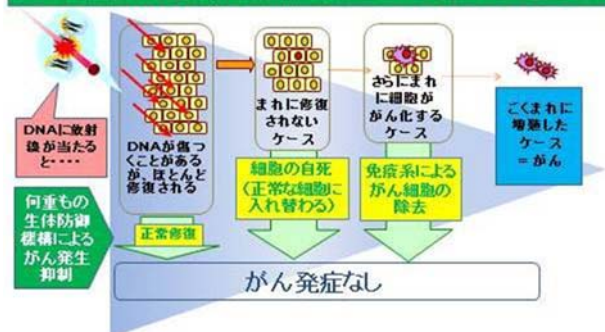 DNAに放射
線が当たる
と・・・・
DNAが傷つ
くことがある
が、ほとんど
修復される
まれに修復
されない
ケース
さらにまれ
に細胞が
がん化する
ケース
ごくまれに
増殖した
ケース
=がん
何重もの
生体防御
機構による
がん発生
抑制
正常修復
細胞の自死
(正常な細胞に
入れ替わる)
免疫系による
がん細胞の
除去
がん発症なし